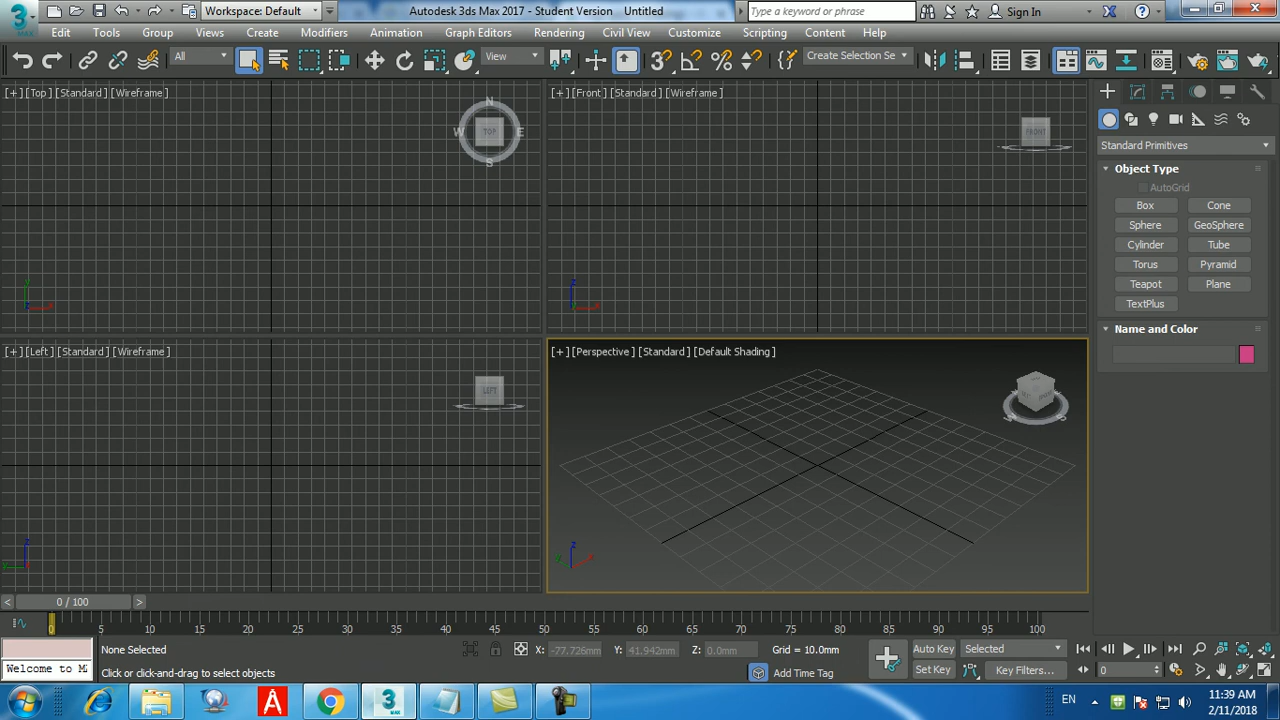 Workspace: Default
Autodesk 3ds Max 2017 - Student Version Untitled
Type a keyword or phrase
Sign In
3
MAX
Edit Tools Group Views Create Modifiers Animation Graph Editors Rendering Civil View Customize Scripting Content Help
All
View
Create Selection Se
[+] [Top] [Standard] [Wireframe]
N
W TOP E
S
[+] [Front] [Standard] [Wireframe]
FRONT
Standard Primitives
Object Type
AutoGrid
Box Cone
Sphere GeoSphere
Cylinder Tube
Torus Pyramid
Teapot Plane
TextPlus
Name and Color
y
z x
z
y x
[+] [Left] [Standard] [Wireframe]
LEFT
[+] [Perspective] [Standard] [Default Shading]
z
y x
z
y x
< 0 / 100 >
0 5 10 15 20 25 30 35 40 45 50 55 60 65 70 75 80 85 90 95 100
None Selected
X: -77.726mm Y: 41.942mm Z: 0.0mm Grid = 10.0mm
Auto Key Selected
Welcome to M
Click or click-and-drag to select objects
Add Time Tag
Set Key Key Filters...
0
3
MAX
EN
11:39 AM
2/11/2018